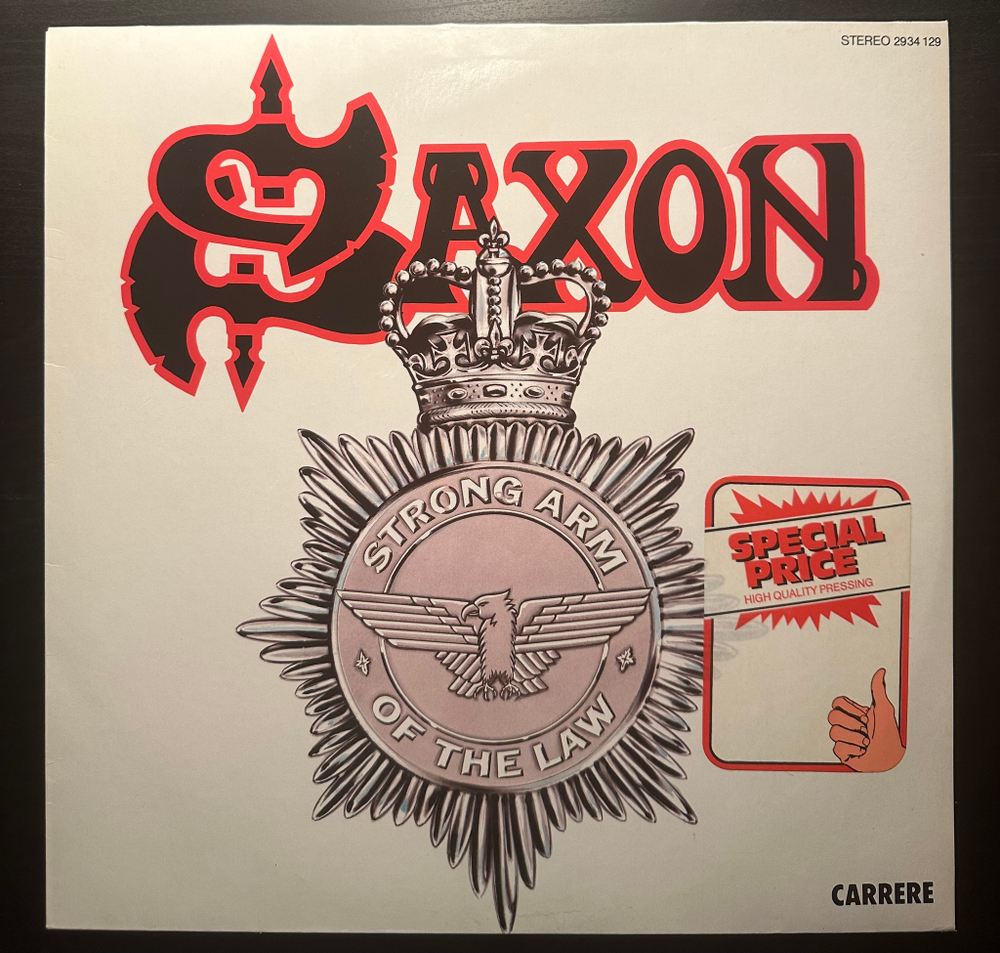 STEREO 2934 129
SAXON
STRONG ARM
OF THE LAW
SPECIAL
PRICE
HIGH QUALITY PRESSING
CARRERE